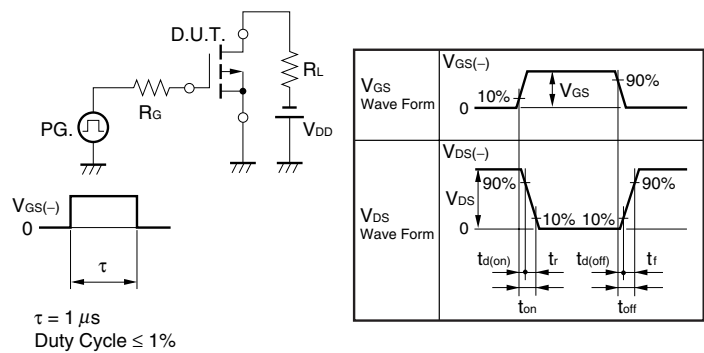 D.U.T.
RL
RG
PG.
VDD
VGS(−)
0
τ
τ = 1 μs
Duty Cycle ≤ 1%
VGS
Wave Form
VGS(−)
10%
VGS
90%
0
VDS
Wave Form
VDS(−)
90%
VDS
90%
10% 10%
0
td(on) tr td(off) tf
ton toff